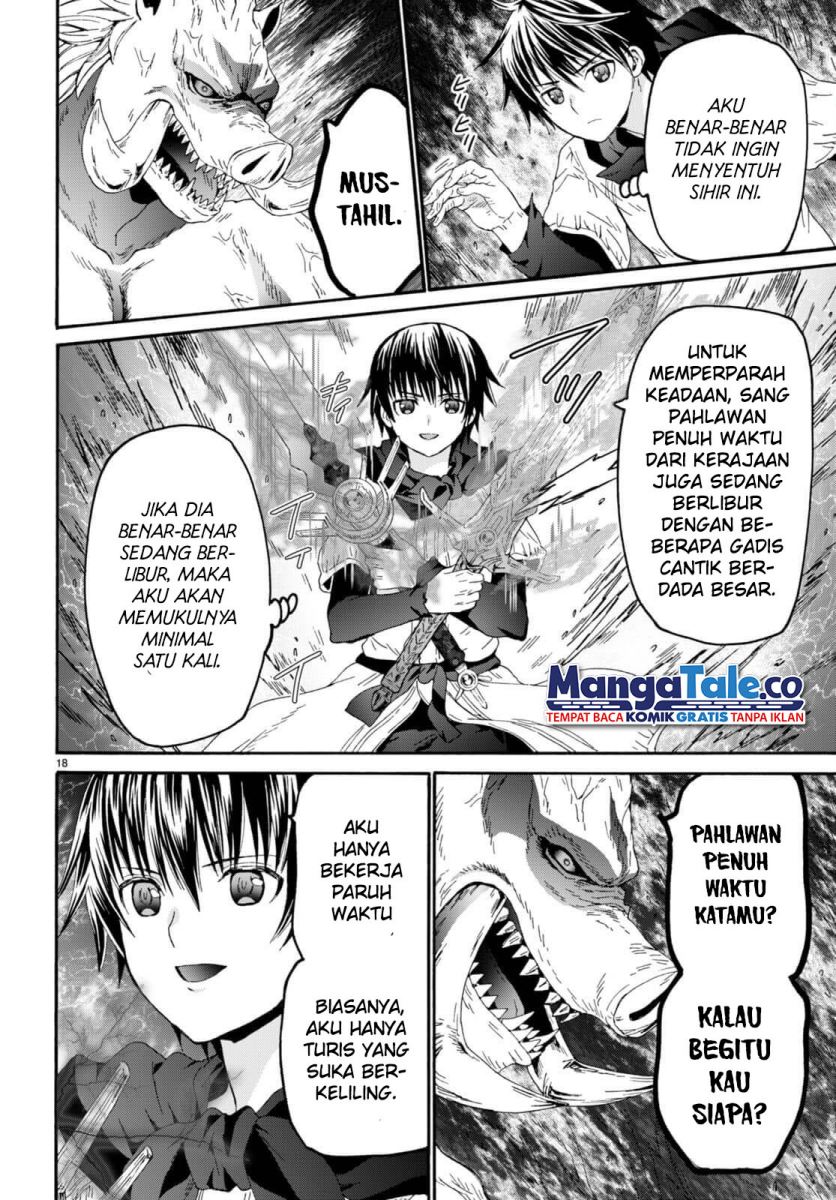 AKU
BENAR-BENAR
TIDAK INGIN
MENYENTUH
SIHIR INI.
MUS-
TAHIL.
UNTUK
MEMPERPARAH
KEADAAN, SANG
PAHLAWAN
PENUH WAKTU
DARI KERAJAAN
JUGA SEDANG
BERLIBUR
DENGAN BE-
BERAPA GADIS
CANTIK BER-
DADA BESAR.
JIKA DIA
BENAR-BENAR
SEDANG BER-
LIBUR, MAKA
AKU AKAN
MEMUKULNYA
MINIMAL
SATU KALI.
MangaTale.co
TEMPAT BACA KOMIK GRATIS TANPA IKLAN
18
PAHLAWAN
PENUH
WAKTU
KATAMU?
KALAU
BEGITU
KAU
SIAPA?
AKU
HANYA
BEKERJA
PARUH
WAKTU
BIASANYA,
AKU HANYA
TURIS YANG
SUKA BER-
KELILING.